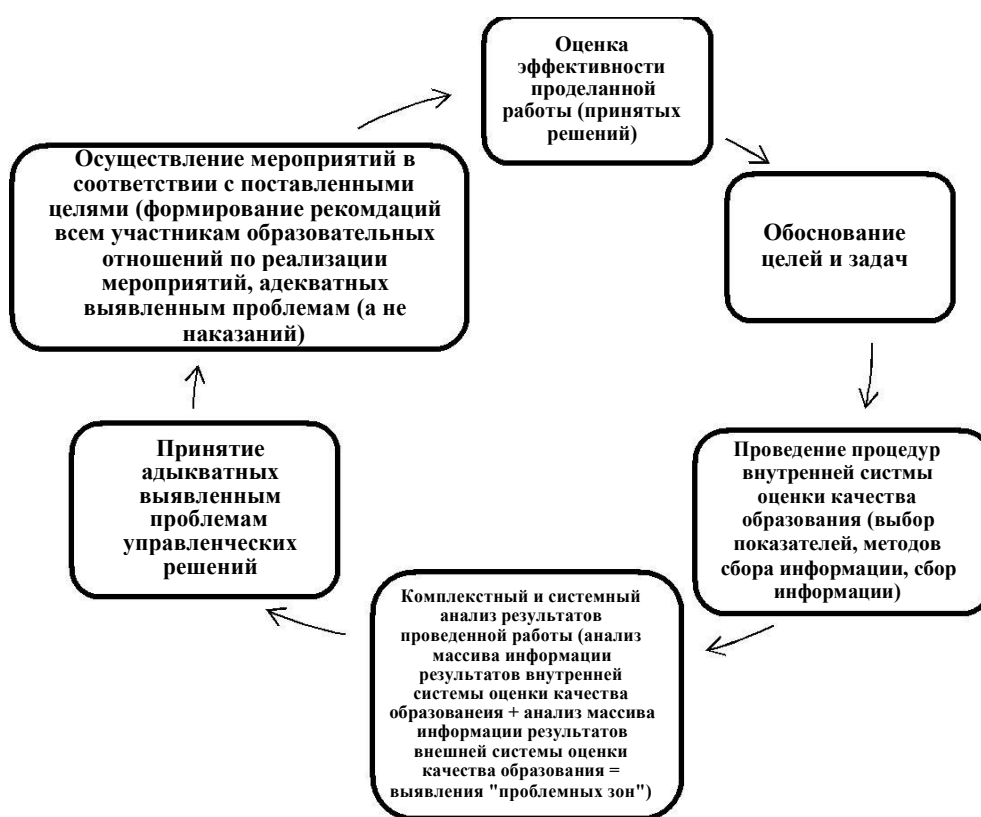 Оценка
эффективности
проделанной
работы (принятых
решений)
Обоснование
целей и задач
Проведение процедур
внутренней систмы
оценки качества
образования (выбор
показателей, методов
сбора информации, сбор
информации)
Комплекстный и системный
анализ результатов
проведенной работы (анализ
массива информации
результатов внутренней
системы оценки качества
образованеия + анализ массива
информации результатов
внешней системы оценки
качества образования =
выявления "проблемных зон")
Принятие
адыкватных
выявленным
проблемам
управленческих
решений
Осуществление мероприятий в
соответствии с поставленными
целями (формирование рекомдаций
всем участникам образовательных
отношений по реализации
мероприятий, адекватных
выявленным проблемам (а не
наказаний)